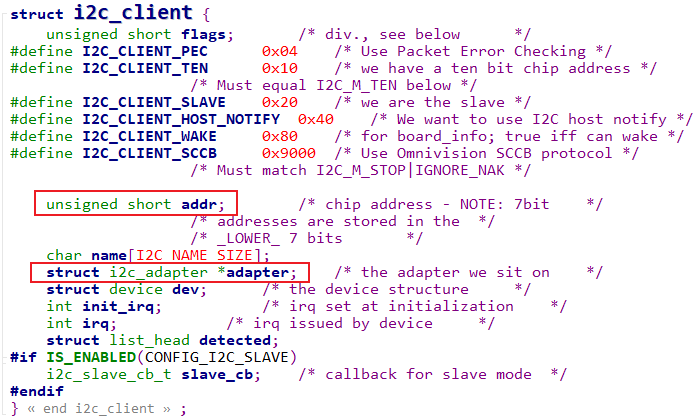 struct i2c_client {
    unsigned short flags;        /* div., see below        */
#define I2C_CLIENT_PEC        0x04    /* Use Packet Error Checking */
#define I2C_CLIENT_TEN        0x10    /* we have a ten bit chip address */
                    /* Must equal I2C_M_TEN below */
#define I2C_CLIENT_SLAVE    0x20    /* we are the slave */
#define I2C_CLIENT_HOST_NOTIFY    0x40    /* We want to use I2C host notify */
#define I2C_CLIENT_WAKE        0x80    /* for board_info; true iff can wake */
#define I2C_CLIENT_SCCB        0x9000    /* Use Omnivision SCCB protocol */
                    /* Must match I2C_M_STOP|IGNORE_NAK */
    unsigned short addr;        /* chip address - NOTE: 7bit    */
                    /* addresses are stored in the    */
                    /* _LOWER_ 7 bits        */
    char name[I2C_NAME_SIZE];
    struct i2c_adapter *adapter;    /* the adapter we sit on    */
    struct device dev;        /* the device structure        */
    int init_irq;            /* irq set at initialization    */
    int irq;            /* irq issued by device        */
    struct list_head detected;
#if IS_ENABLED(CONFIG_I2C_SLAVE)
    i2c_slave_cb_t slave_cb;    /* callback for slave mode    */
#endif
} « end i2c_client » ;